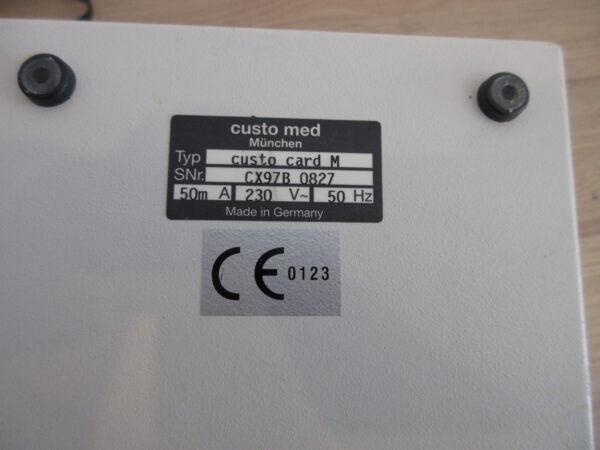 custo med
München
Typ custo card M
SNr. CX97B 0827
50m A 230 V~ 50 Hz
Made in Germany
CE 0123